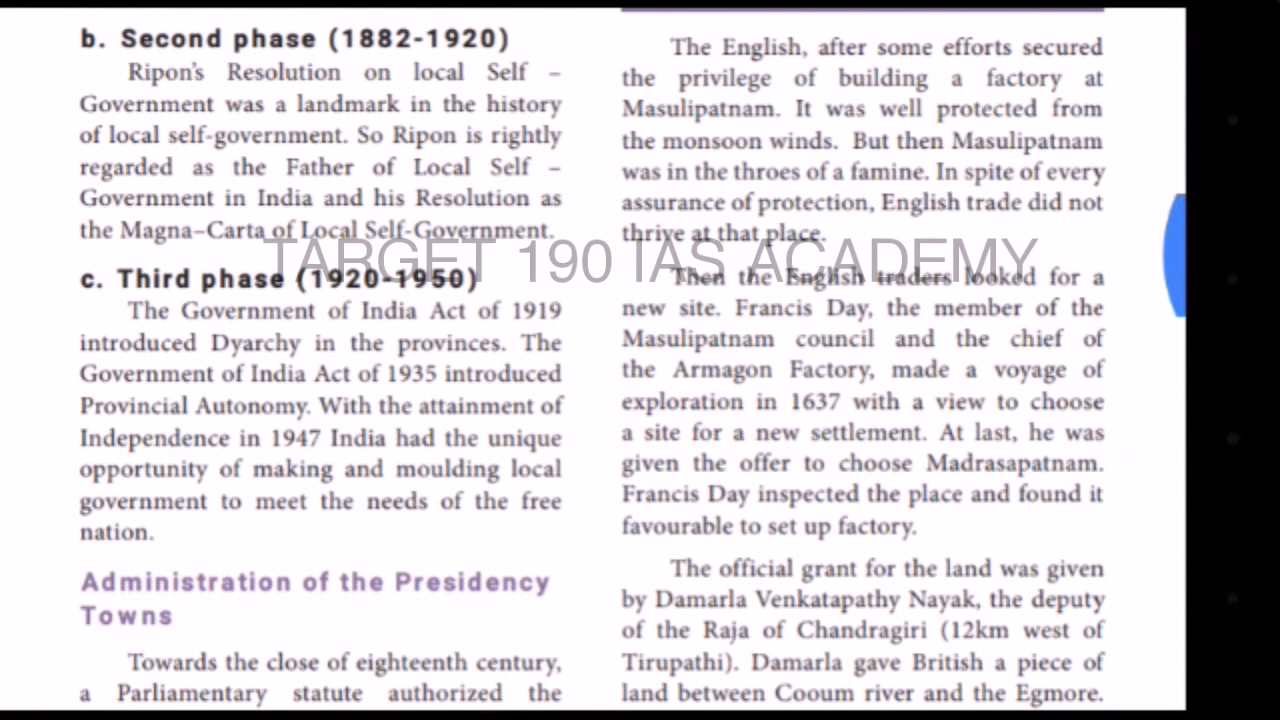 b. Second phase (1882-1920)
Ripon's Resolution on local Self –
Government was a landmark in the history
of local self-government. So Ripon is rightly
regarded as the Father of Local Self –
Government in India and his Resolution as
the Magna–Carta of Local Self-Government.
c. Third phase (1920-1950)
The Government of India Act of 1919
introduced Dyarchy in the provinces. The
Government of India Act of 1935 introduced
Provincial Autonomy. With the attainment of
Independence in 1947 India had the unique
opportunity of making and moulding local
government to meet the needs of the free
nation.
Administration of the Presidency
Towns
Towards the close of eighteenth century,
a Parliamentary statute authorized the
The English, after some efforts secured
the privilege of building a factory at
Masulipatnam. It was well protected from
the monsoon winds. But then Masulipatnam
was in the throes of a famine. In spite of every
assurance of protection, English trade did not
thrive at that place.
Then the English traders looked for a
new site. Francis Day, the member of the
Masulipatnam council and the chief of
the Armagon Factory, made a voyage of
exploration in 1637 with a view to choose
a site for a new settlement. At last, he was
given the offer to choose Madrasapatnam.
Francis Day inspected the place and found it
favourable to set up factory.
The official grant for the land was given
by Damarla Venkatapathy Nayak, the deputy
of the Raja of Chandragiri (12km west of
Tirupathi). Damarla gave British a piece of
land between Cooum river and the Egmore.
TARGET 190 IAS ACADEMY